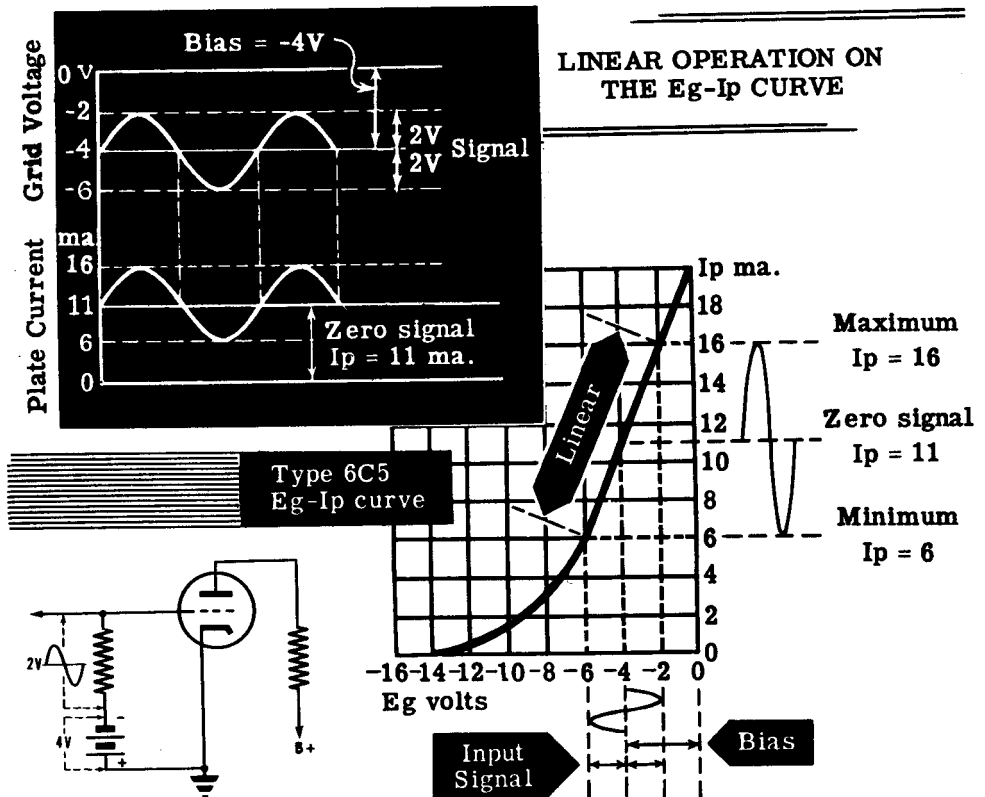 LINEAR OPERATION ON
THE Eg-Ip CURVE
Grid Voltage
Bias = -4V
0 V
-2
-4
-6
2V
2V
Signal
Plate Current
ma.
16
11
6
0
Zero signal
Ip = 11 ma.
Type 6C5
Eg-Ip curve
Ip ma.
18
16
14
12
10
8
6
4
2
0
Linear
Maximum
Ip = 16
Zero signal
Ip = 11
Minimum
Ip = 6
-16 -14 -12 -10 -8 -6 -4 -2 0
Eg volts
Input
Signal
Bias
2V
4V
-
+
B+